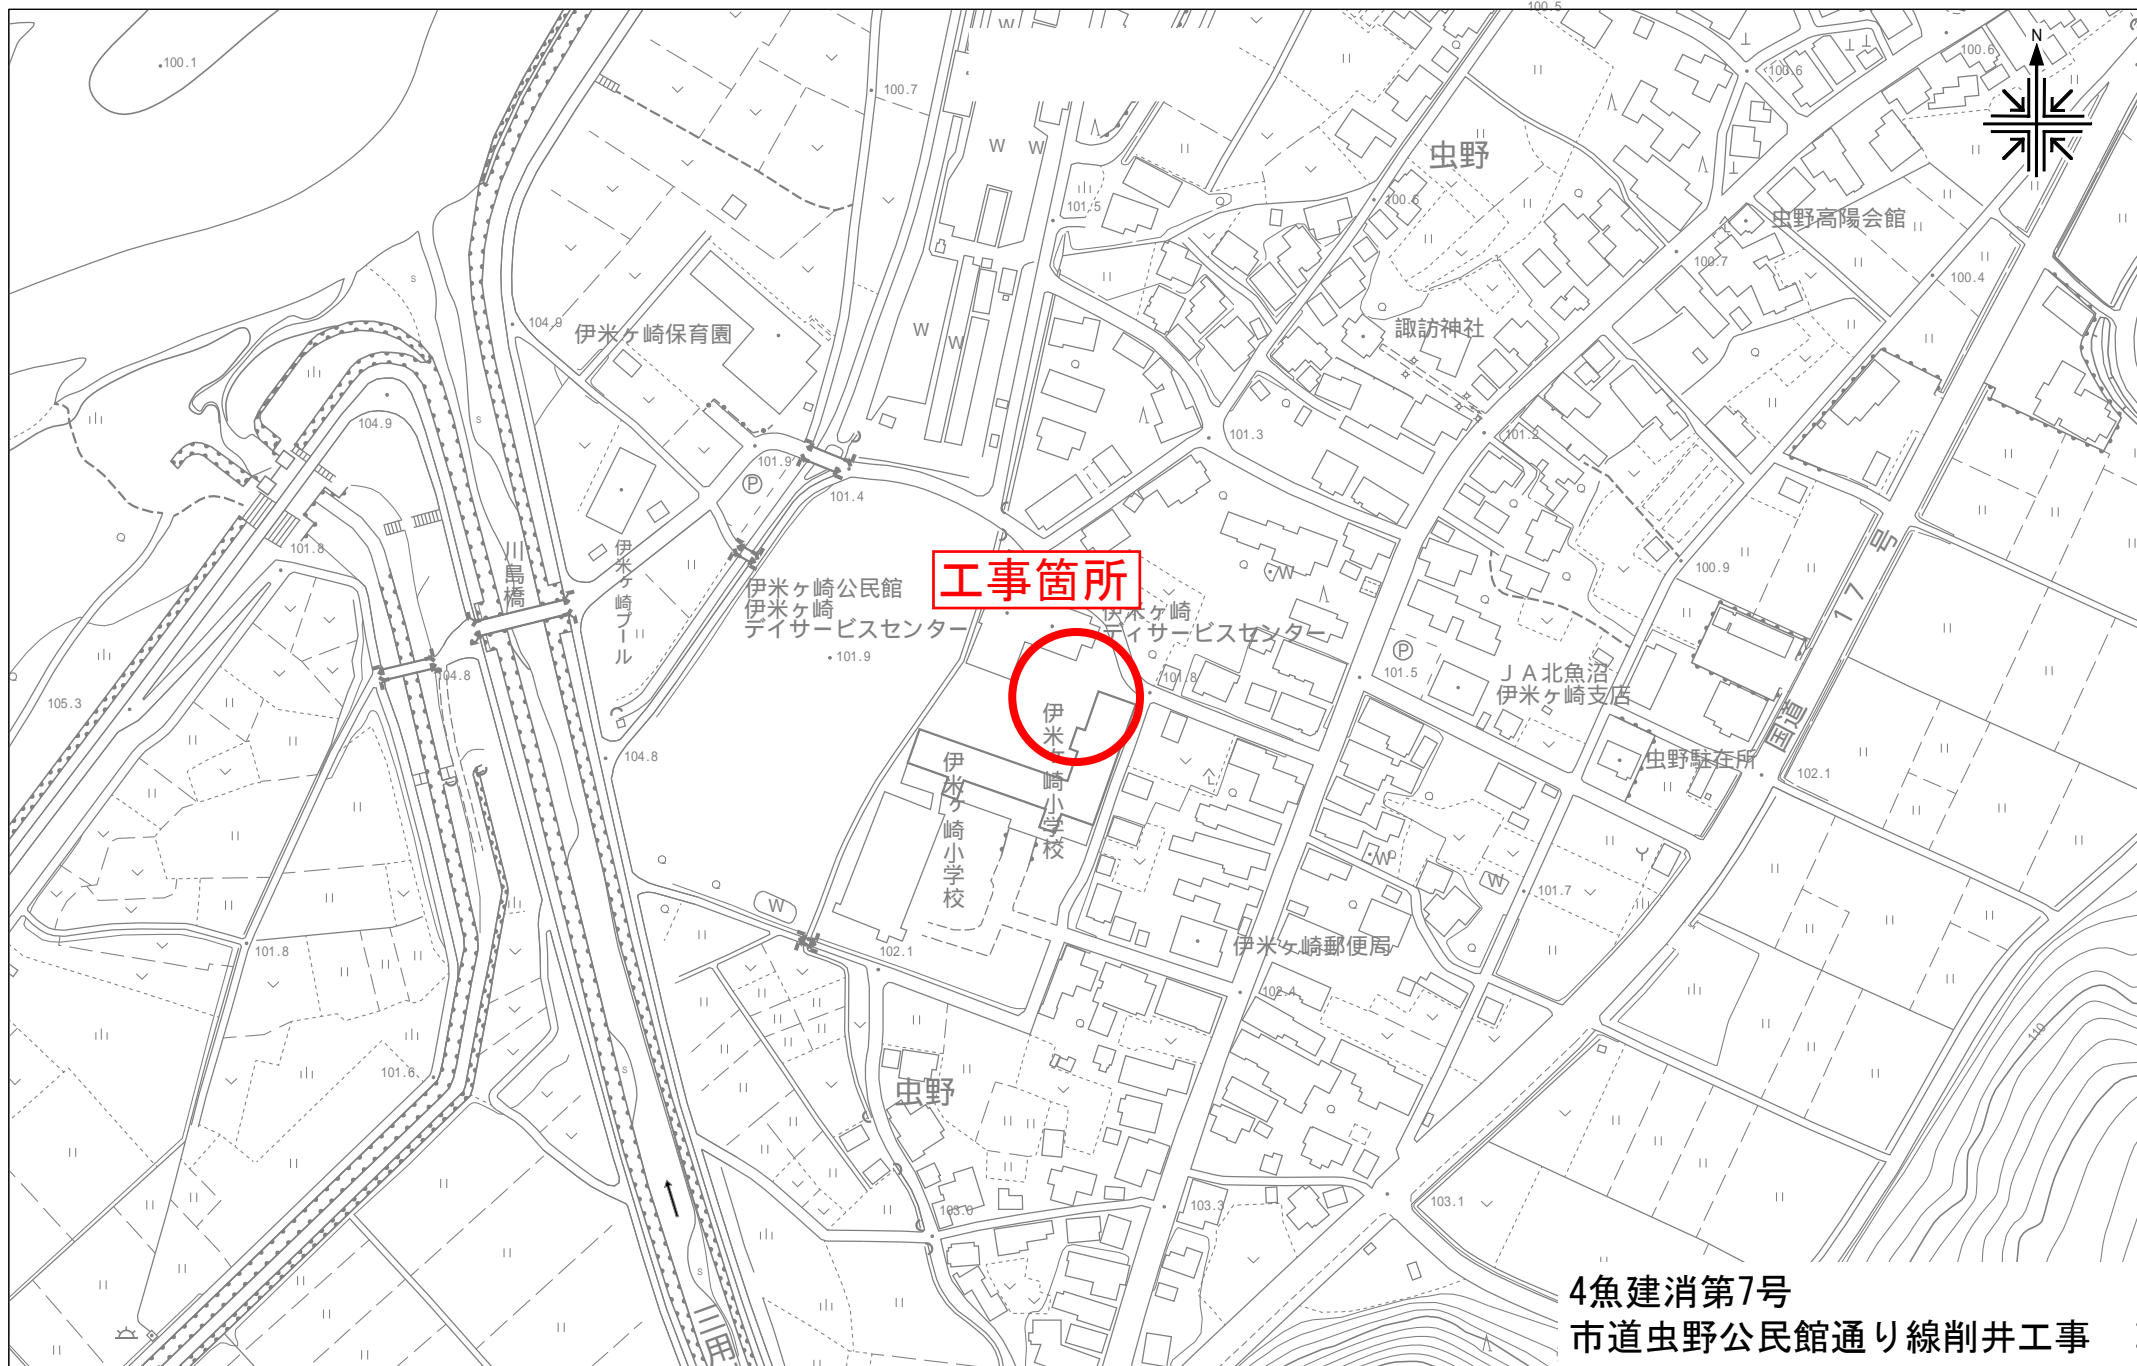 100.5
W
N
100.1
100.6
100.6
100.7
W
W
虫野
101.5
100.6
虫野高陽会館
100.7
100.4
104.9
伊米ヶ崎保育園
W
W
諏訪神社
104.9
101.3
101.2
101.9
P
101.4
101.8
川島橋
伊米ヶ崎プール
工事箇所
伊米ヶ崎公民館
伊米ヶ崎
デイサービスセンター
伊米ヶ崎
ディサービスセンター
W
100.9
国道 17 号
101.9
P
101.5
101.8
104.8
105.3
JA北魚沼
伊米ヶ崎支店
伊米ヶ崎小学校
伊米ヶ崎小学校
104.8
虫野駐在所
102.1
W
W
W
101.7
101.8
102.1
伊米ヶ崎郵便局
102.4
110
101.6
虫野
103.0
103.3
103.1
S
S
S
S
三用
4魚建消第7号
市道虫野公民館通り線削井工事